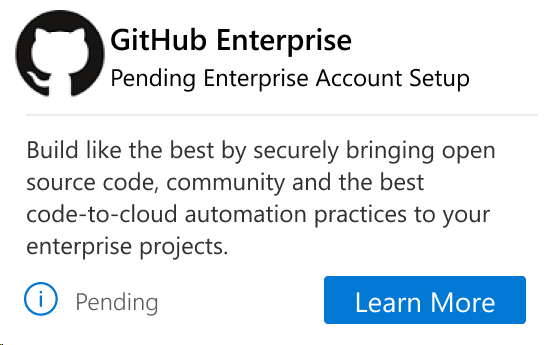 GitHub Enterprise
Pending Enterprise Account Setup
Build like the best by securely bringing open
source code, community and the best
code-to-cloud automation practices to your
enterprise projects.
Pending
Learn More